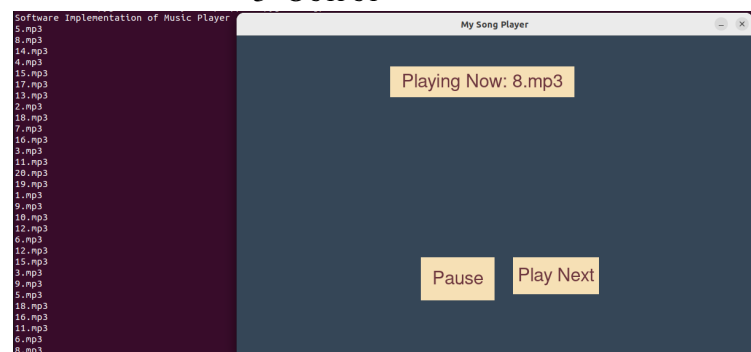 Software Implementation of Music Player
5.mp3
8.mp3
14.mp3
4.mp3
15.mp3
17.mp3
13.mp3
2.mp3
18.mp3
7.mp3
16.mp3
3.mp3
11.mp3
20.mp3
19.mp3
1.mp3
9.mp3
10.mp3
12.mp3
6.mp3
12.mp3
15.mp3
3.mp3
9.mp3
5.mp3
18.mp3
16.mp3
11.mp3
6.mp3
8.mp3
My Song Player
Playing Now: 8.mp3
Pause
Play Next